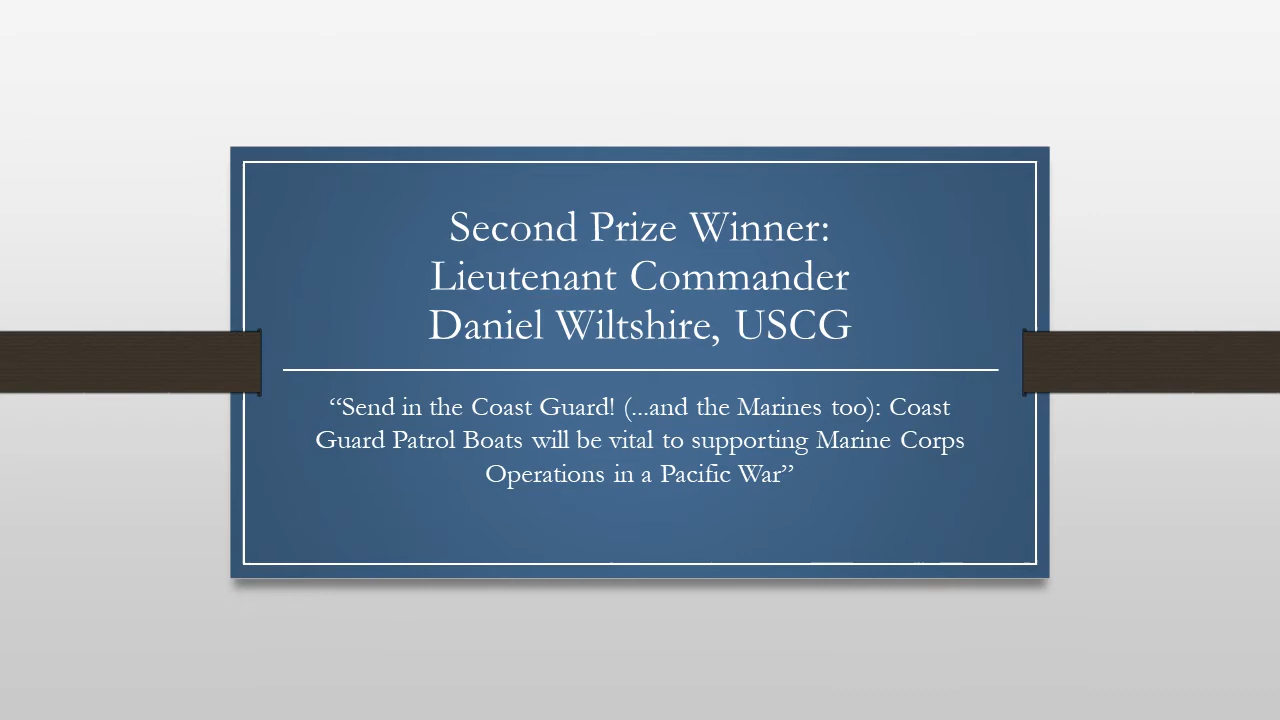 Second Prize Winner:
Lieutenant Commander
Daniel Wiltshire, USCG
“Send in the Coast Guard! (...and the Marines too): Coast
Guard Patrol Boats will be vital to supporting Marine Corps
Operations in a Pacific War”